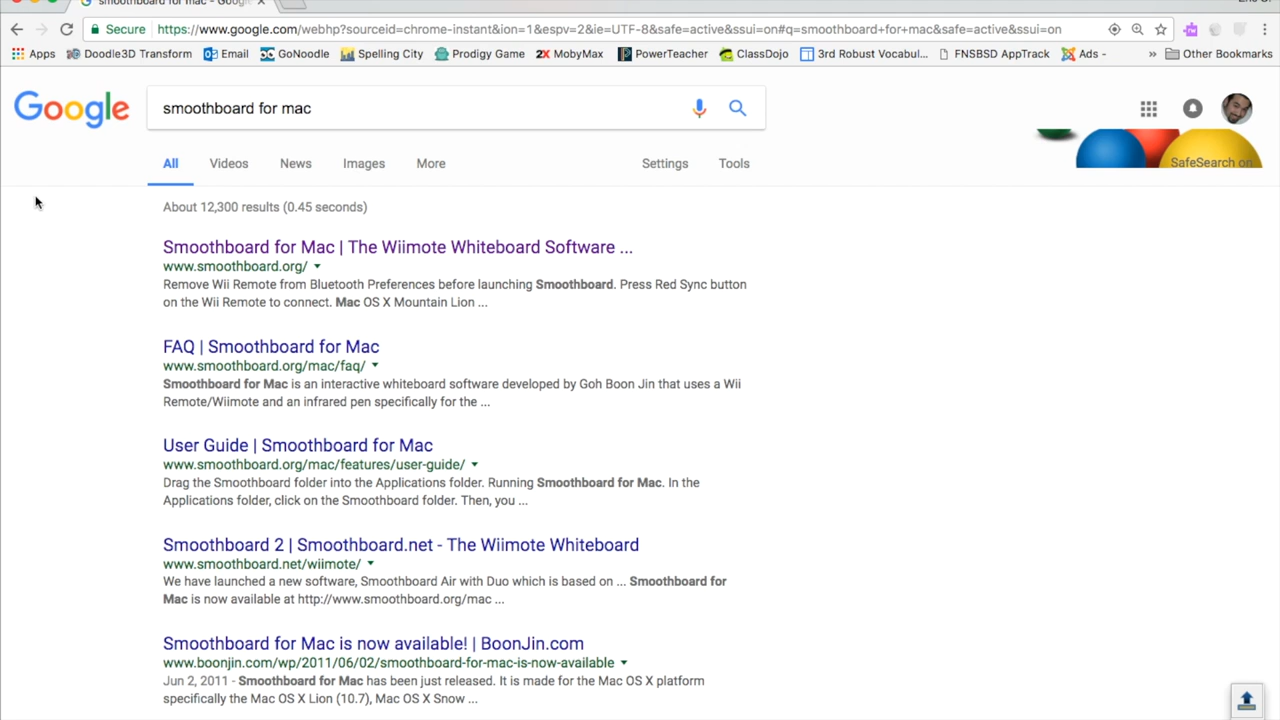 smoothboard for mac - Goog
Secure https://www.google.com/webhp?sourceid=chrome-instant&ion=1&espv=2&ie=UTF-8&safe=active&ssui=on#q=smoothboard+for+mac&safe=active&ssui=on
Apps Doodle3D Transform Email GoNoodle Spelling City Prodigy Game 2X MobyMax PowerTeacher ClassDojo 3rd Robust Vocabul... FNSBSD AppTrack Ads - » Other Bookmarks
Google smoothboard for mac
All Videos News Images More Settings Tools SafeSearch on
About 12,300 results (0.45 seconds)
Smoothboard for Mac | The Wiimote Whiteboard Software ...
www.smoothboard.org/
Remove Wii Remote from Bluetooth Preferences before launching Smoothboard. Press Red Sync button
on the Wii Remote to connect. Mac OS X Mountain Lion ...
FAQ | Smoothboard for Mac
www.smoothboard.org/mac/faq/
Smoothboard for Mac is an interactive whiteboard software developed by Goh Boon Jin that uses a Wii
Remote/Wiimote and an infrared pen specifically for the ...
User Guide | Smoothboard for Mac
www.smoothboard.org/mac/features/user-guide/
Drag the Smoothboard folder into the Applications folder. Running Smoothboard for Mac. In the
Applications folder, click on the Smoothboard folder. Then, you ...
Smoothboard 2 | Smoothboard.net - The Wiimote Whiteboard
www.smoothboard.net/wiimote/
We have launched a new software, Smoothboard Air with Duo which is based on ... Smoothboard for
Mac is now available at http://www.smoothboard.org/mac ...
Smoothboard for Mac is now available! | BoonJin.com
www.boonjin.com/wp/2011/06/02/smoothboard-for-mac-is-now-available
Jun 2, 2011 - Smoothboard for Mac has been just released. It is made for the Mac OS X platform
specifically the Mac OS X Lion (10.7), Mac OS X Snow ...